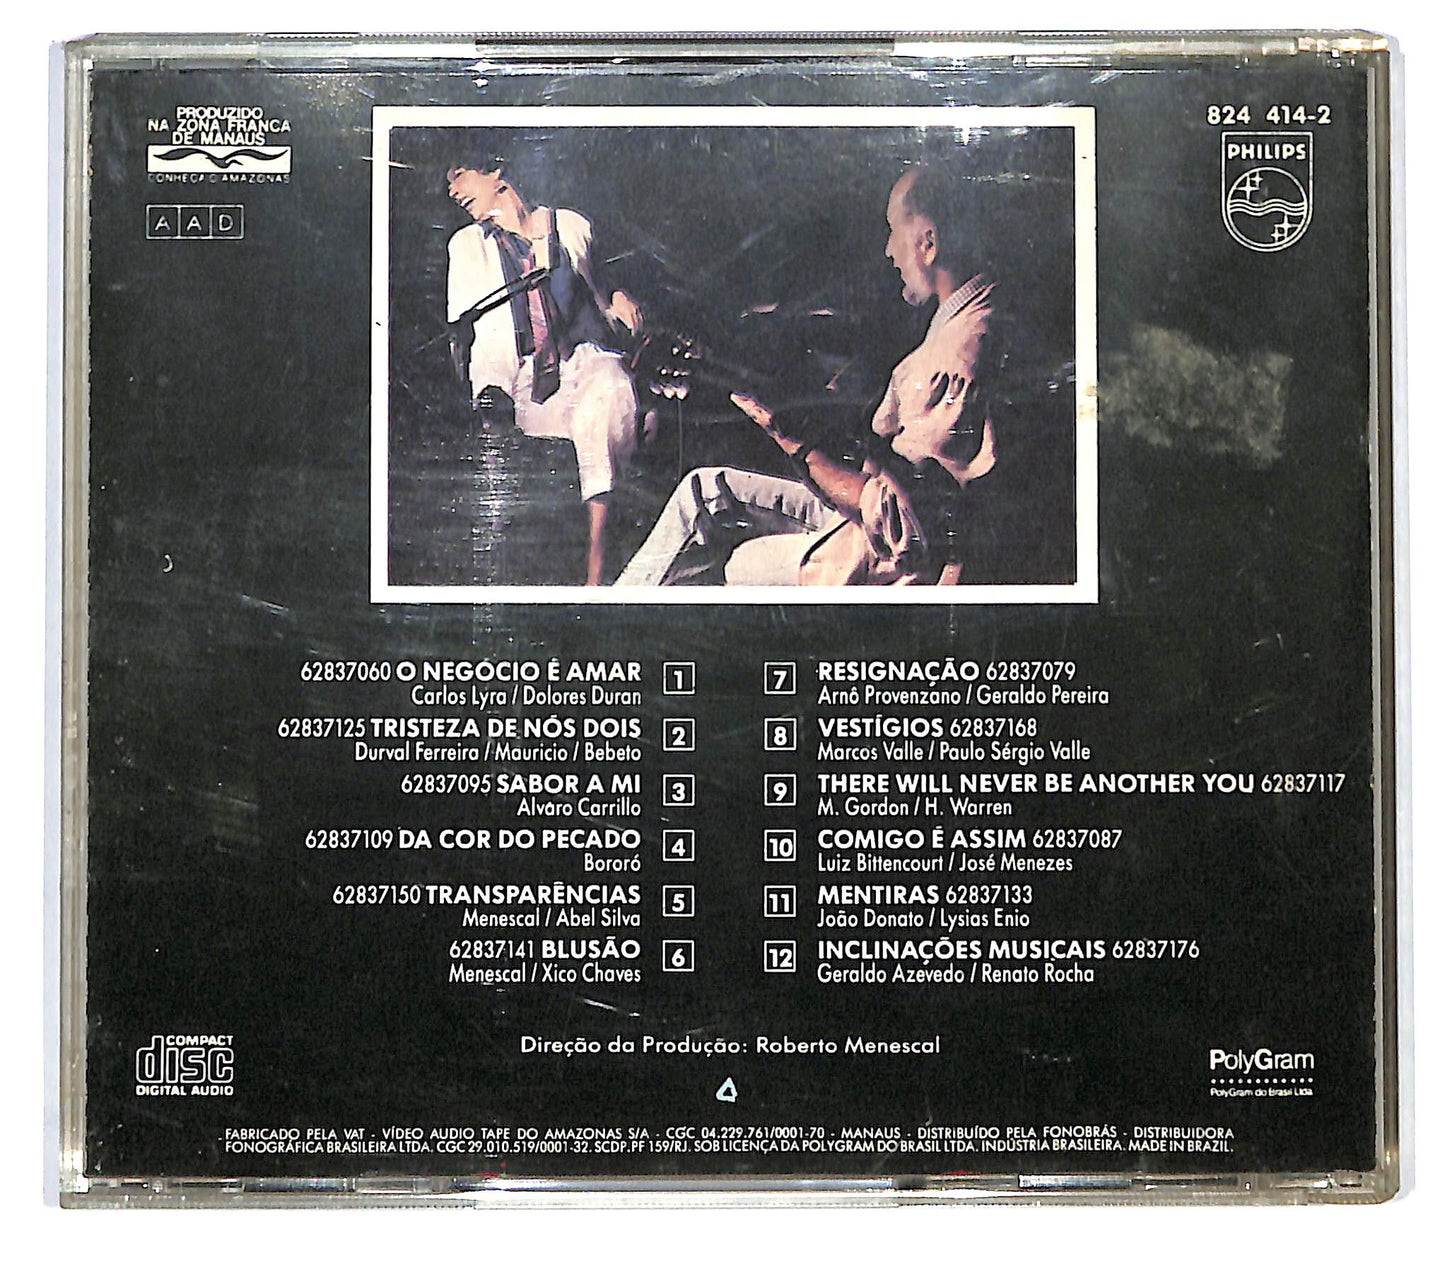 PRODUZIDO
NA ZONA FRANCA
DE MANAUS
CONHEÇA O AMAZONAS
AAD
824 414-2
PHILIPS
62837060 O NEGÓCIO É AMAR 1
Carlos Lyra / Dolores Duran
62837125 TRISTEZA DE NÓS DOIS 2
Durval Ferreira / Mauricio / Bebeto
62837095 SABOR A MI 3
Alvaro Carrillo
62837109 DA COR DO PECADO 4
Bororó
62837150 TRANSPARÊNCIAS 5
Menescal / Abel Silva
62837141 BLUSÃO 6
Menescal / Xico Chaves
7 RESIGNAÇÃO 62837079
Arnô Provenzano / Geraldo Pereira
8 VESTÍGIOS 62837168
Marcos Valle / Paulo Sérgio Valle
9 THERE WILL NEVER BE ANOTHER YOU 62837117
M. Gordon / H. Warren
10 COMIGO É ASSIM 62837087
Luiz Bittencourt / José Menezes
11 MENTIRAS 62837133
João Donato / Lysias Enio
12 INCLINAÇÕES MUSICAIS 62837176
Geraldo Azevedo / Renato Rocha
Direção da Produção: Roberto Menescal
COMPACT
disc
DIGITAL AUDIO
PolyGram
PolyGram do Brasil Ltda
FABRICADO PELA VAT - VÍDEO AUDIO TAPE DO AMAZONAS S/A - CGC 04.229.761/0001-70 - MANAUS - DISTRIBUÍDO PELA FONOBRÁS - DISTRIBUIDORA
FONOGRÁFICA BRASILEIRA LTDA. CGC 29.010.519/0001-32. SCDP. PF 159/RJ. SOB LICENÇA DA POLYGRAM DO BRASIL LTDA. INDÚSTRIA BRASILEIRA. MADE IN BRAZIL.